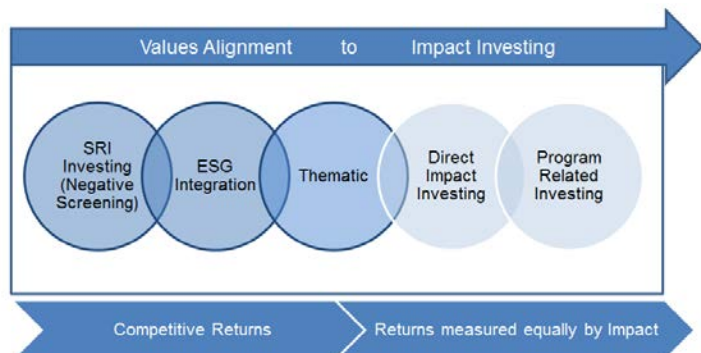 Values Alignment to Impact Investing
SRI
Investing
(Negative
Screening)
ESG
Integration
Thematic
Direct
Impact
Investing
Program
Related
Investing
Competitive Returns
Returns measured equally by Impact